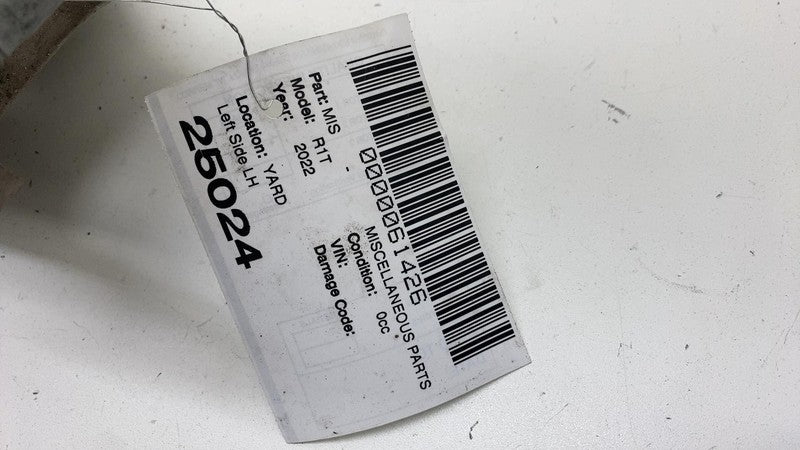 0000061426
Part: MIS - MISCELLANEOUS PARTS
Model: R1T Condition: 0cc
Year: 2022 VIN:
Damage Code:
Location: YARD
Left Side LH
25024